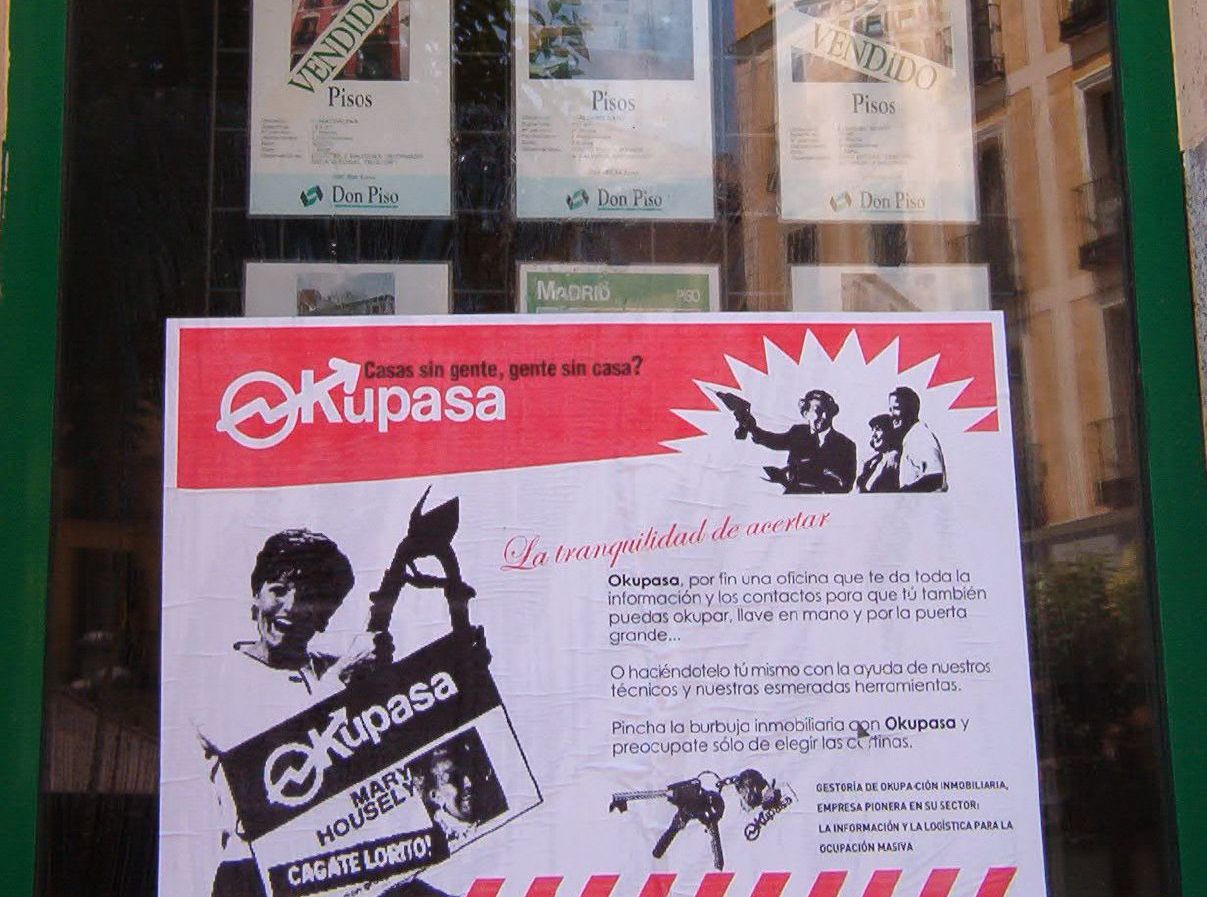 VENDIDO
Pisos
Don Piso
Pisos
Don Piso
VENDIDO
Pisos
Don Piso
MADRID PISO
Casas sin gente, gente sin casa?
Okupasa
La tranquilidad de acertar
Okupasa, por fin una oficina que te da toda la
información y los contactos para que tú también
puedas okupar, llave en mano y por la puerta
grande...
O haciéndotelo tú mismo con la ayuda de nuestros
técnicos y nuestras esmeradas herramientas.
Pincha la burbuja inmobiliaria con Okupasa y
preocupate sólo de elegir las cortinas.
Okupasa
MARY
HOUSELY
CAGATE LORITO!
Okupasa
GESTORÍA DE OKUPACIÓN INMOBILIARIA,
EMPRESA PIONERA EN SU SECTOR:
LA INFORMACIÓN Y LA LOGÍSTICA PARA LA
OCUPACIÓN MASIVA